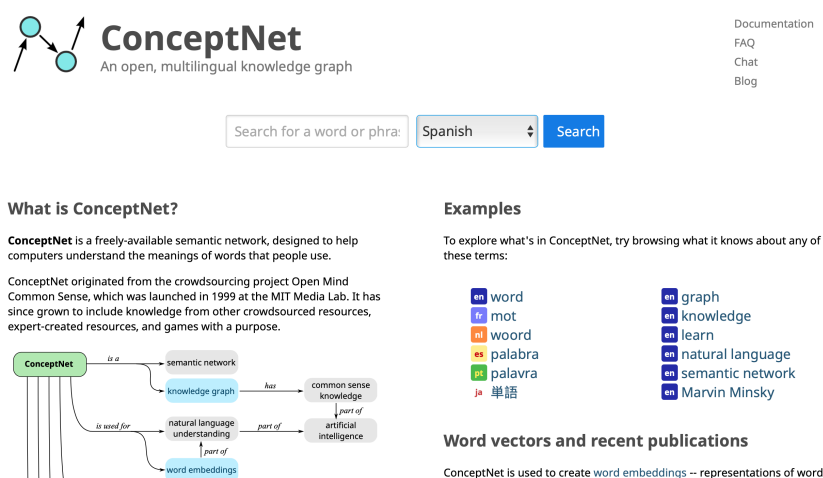 ConceptNet
An open, multilingual knowledge graph
Documentation
FAQ
Chat
Blog
Search for a word or phras
Spanish
Search
What is ConceptNet?
ConceptNet is a freely-available semantic network, designed to help
computers understand the meanings of words that people use.
ConceptNet originated from the crowdsourcing project Open Mind
Common Sense, which was launched in 1999 at the MIT Media Lab. It has
since grown to include knowledge from other crowdsourced resources,
expert-created resources, and games with a purpose.
ConceptNet
is a
semantic network
knowledge graph
has
common sense
knowledge
part of
is used for
natural language
understanding
part of
artificial
intelligence
part of
word embeddings
Examples
To explore what's in ConceptNet, try browsing what it knows about any of
these terms:
en word
fr mot
nl woord
es palabra
pt palavra
ja 単語
en graph
en knowledge
en learn
en natural language
en semantic network
en Marvin Minsky
Word vectors and recent publications
ConceptNet is used to create word embeddings -- representations of word